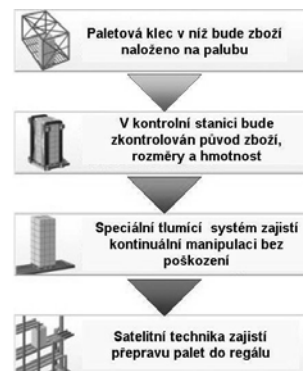 Paletová klec v níž bude zboží
naloženo na palubu
V kontrolní stanici bude
zkontrolován původ zboží,
rozměry a hmotnost
Speciální tlumící systém zajistí
kontinuální manipulaci bez
poškození
Satelitní technika zajistí
přepravu palet do regálu